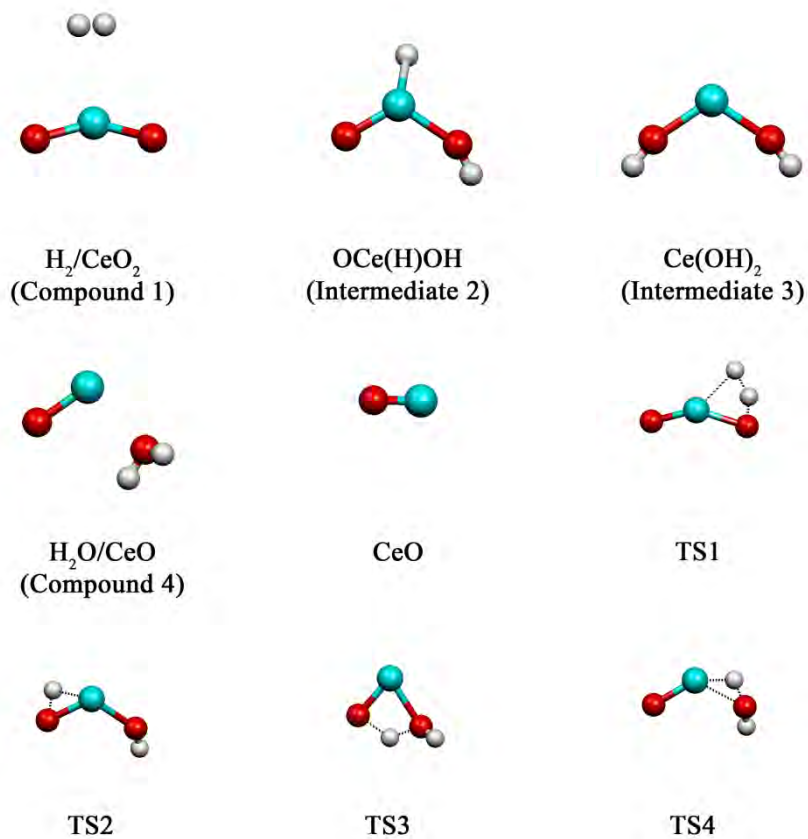 H₂/CeO₂
(Compound 1)
OCe(H)OH
(Intermediate 2)
Ce(OH)₂
(Intermediate 3)
H₂O/CeO
(Compound 4)
CeO
TS1
TS2
TS3
TS4